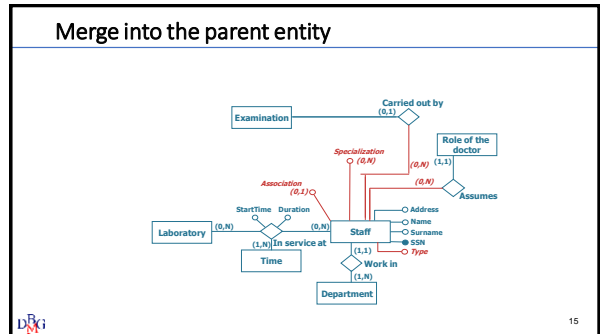 Merge into the parent entity
Carried out by
(0,1)
Examination
Role of the
doctor
Specialization
(0,N)
(0,N)
(1,1)
Association
(0,1)
(0,N)
Assumes
StartTime
Duration
Address
Name
Surname
SSN
Type
Laboratory
(0,N)
(0,N)
Staff
(1,N)
In service at
Time
(1,1)
Work in
(1,N)
Department
DBMG
15